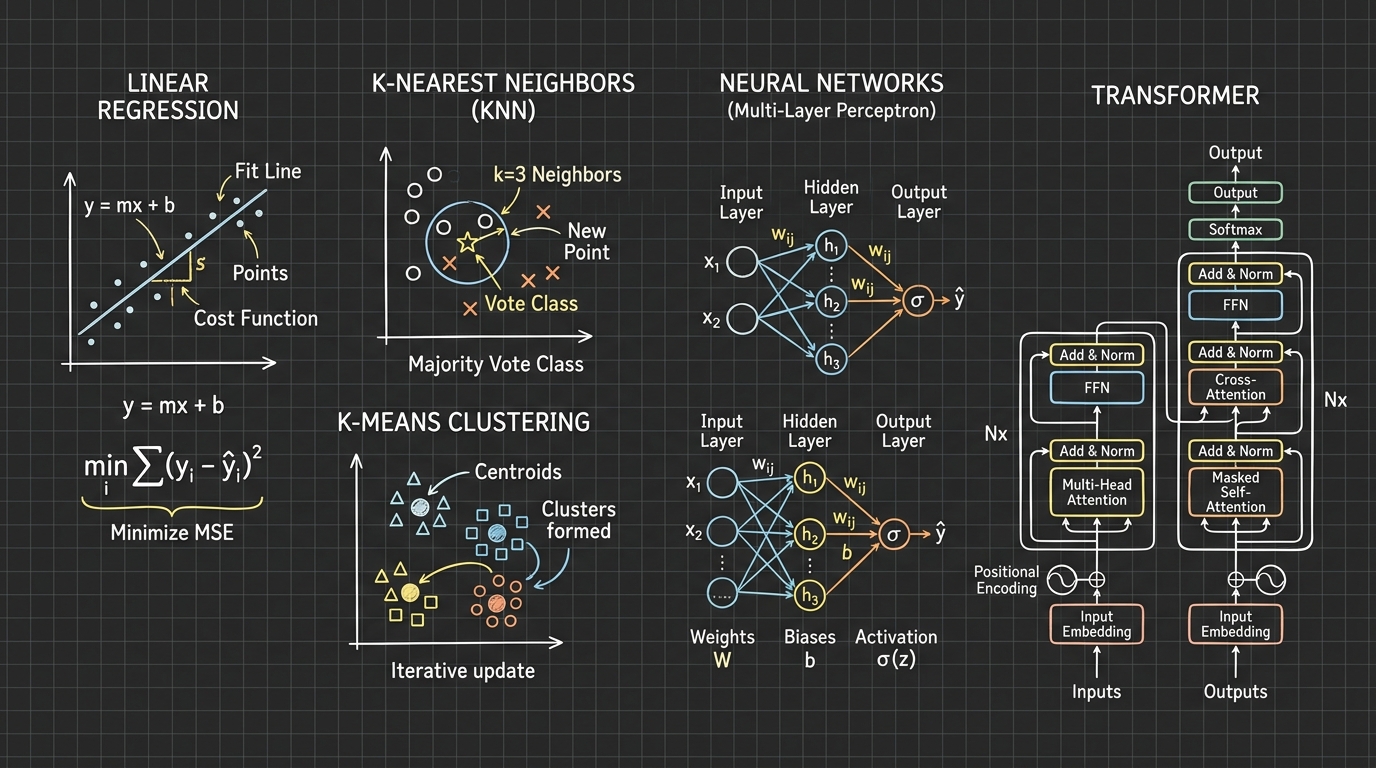 LINEAR
REGRESSION
Fit Line
y = mx + b
s
i
Points
Cost Function
y = mx + b
min ∑(yᵢ − ŷᵢ)²
i
Minimize MSE
K-NEAREST NEIGHBORS
(KNN)
k=3 Neighbors
New
Point
Vote Class
Majority Vote Class
K-MEANS CLUSTERING
Centroids
Clusters
formed
Iterative update
NEURAL NETWORKS
(Multi-Layer Perceptron)
Input
Layer
Hidden
Layer
Output
Layer
x₁
x₂
wᵢⱼ
wᵢⱼ
wᵢⱼ
h₁
h₂
h₃
σ
ŷ
Input
Layer
Hidden
Layer
Output
Layer
x₁
x₂
wᵢⱼ
wᵢⱼ
wᵢⱼ
b
h₁
h₂
h₃
σ
ŷ
Weights
W
Biases
b
Activation
σ(z)
TRANSFORMER
Output
Output
Softmax
Add & Norm
FFN
Add & Norm
Cross-
Attention
Nx
Add & Norm
Masked
Self-
Attention
Add & Norm
FFN
Nx
Add & Norm
Multi-Head
Attention
Positional
Encoding
Input
Embedding
Input
Embedding
Inputs
Outputs